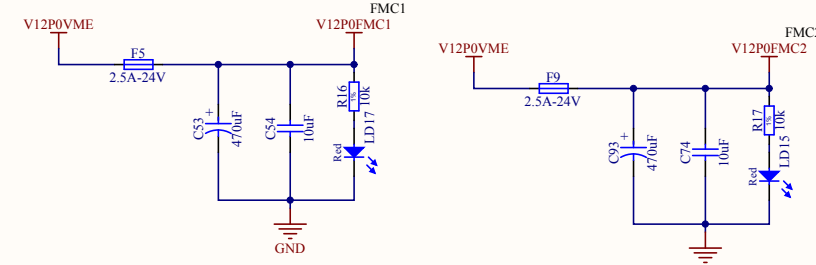 FMC1
V12P0VME
V12P0FMC1
F5
2.5A-24V
C53
+
470uF
C54
10uF
R16
1%
10k
LD17
Red
GND
V12P0VME
V12P0FMC2
F9
2.5A-24V
C93
+
470uF
C74
10uF
R17
1%
10k
LD15
Red